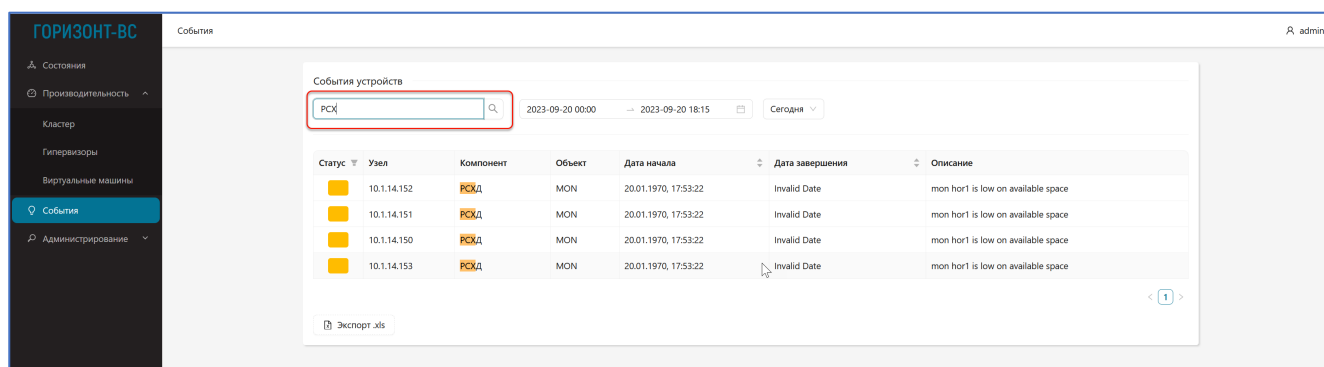 ГОРИЗОНТ-ВС
События
admin
Состояния
Производительность
Кластер
Гипервизоры
Виртуальные машины
События
Администрирование
События устройств
РСХ
2023-09-20 00:00 → 2023-09-20 18:15
Сегодня
Статус Узел Компонент Объект Дата начала Дата завершения Описание
10.1.14.152 РСХД MON 20.01.1970, 17:53:22 Invalid Date mon hor1 is low on available space
10.1.14.151 РСХД MON 20.01.1970, 17:53:22 Invalid Date mon hor1 is low on available space
10.1.14.150 РСХД MON 20.01.1970, 17:53:22 Invalid Date mon hor1 is low on available space
10.1.14.153 РСХД MON 20.01.1970, 17:53:22 Invalid Date mon hor1 is low on available space
< 1 >
Экспорт .xls